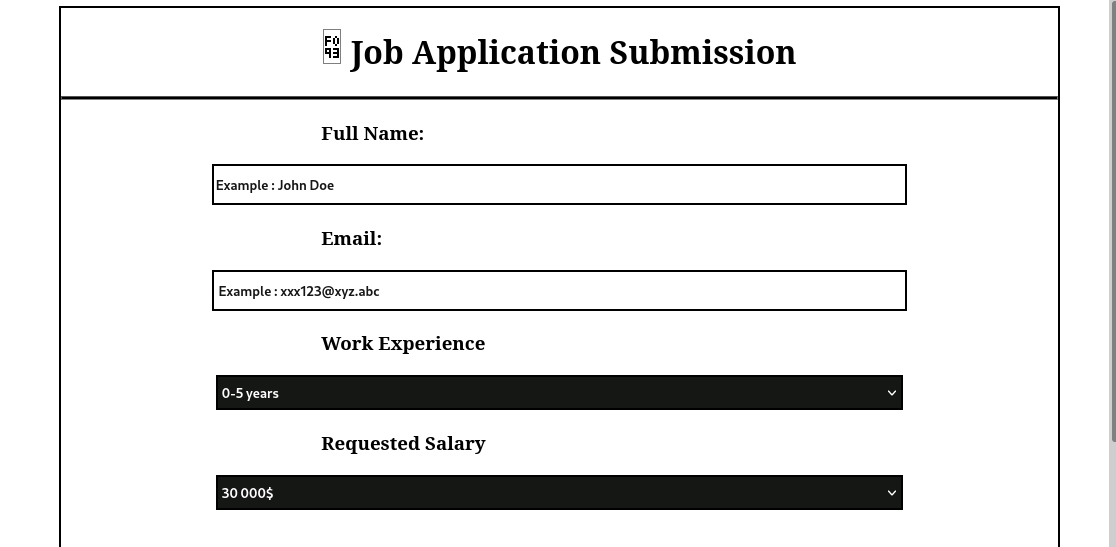 Job Application Submission
Full Name:
Example : John Doe
Email:
Example : xxx123@xyz.abc
Work Experience
0-5 years
Requested Salary
30 000$